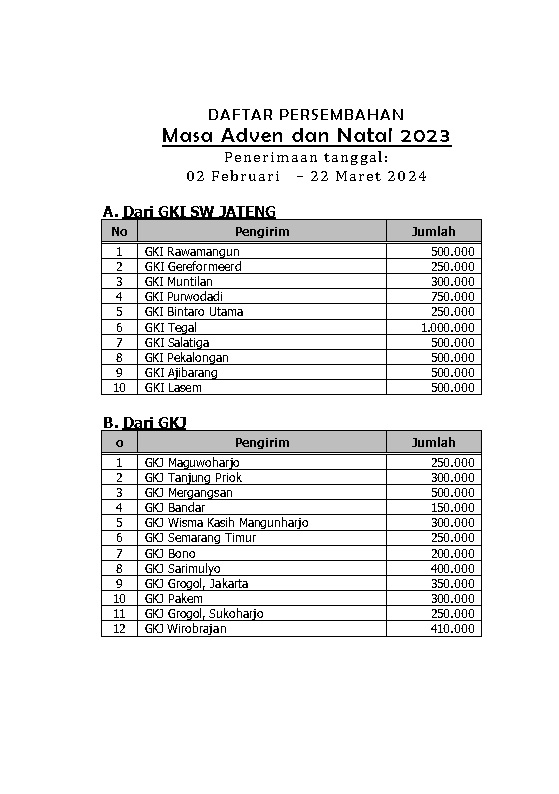 DAFTAR PERSEMBAHAN
Masa Adven dan Natal 2023
Penerimaan tanggal:
02 Februari – 22 Maret 2024
A. Dari GKI SW JATENG
No Pengirim Jumlah
1 GKI Rawamangun 500.000
2 GKI Gereformeerd 250.000
3 GKI Muntilan 300.000
4 GKI Purwodadi 750.000
5 GKI Bintaro Utama 250.000
6 GKI Tegal 1.000.000
7 GKI Salatiga 500.000
8 GKI Pekalongan 500.000
9 GKI Ajibarang 500.000
10 GKI Lasem 500.000
B. Dari GKJ
o Pengirim Jumlah
1 GKJ Maguwoharjo 250.000
2 GKJ Tanjung Priok 300.000
3 GKJ Mergangsan 500.000
4 GKJ Bandar 150.000
5 GKJ Wisma Kasih Mangunharjo 300.000
6 GKJ Semarang Timur 250.000
7 GKJ Bono 200.000
8 GKJ Sarimulyo 400.000
9 GKJ Grogol, Jakarta 350.000
10 GKJ Pakem 300.000
11 GKJ Grogol, Sukoharjo 250.000
12 GKJ Wirobrajan 410.000